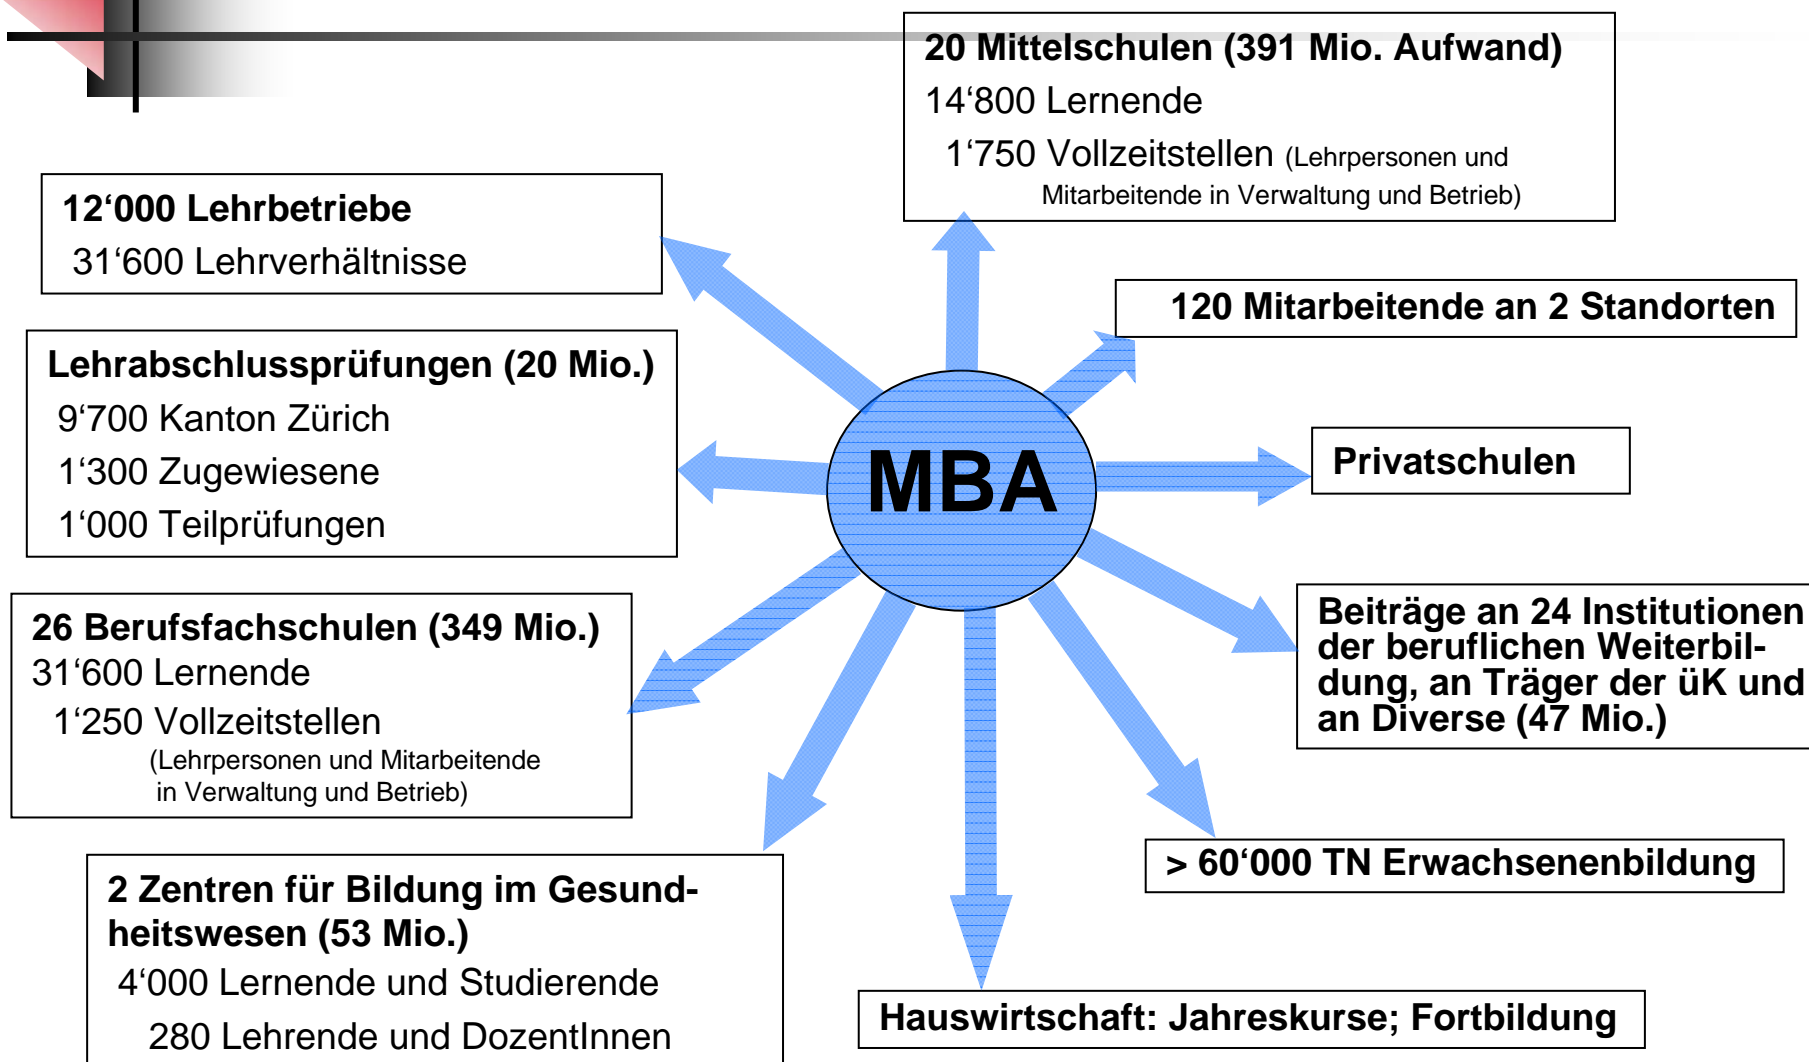 20 Mittelschulen (391 Mio. Aufwand)
14‘800 Lernende
1‘750 Vollzeitstellen (Lehrpersonen und
Mitarbeitende in Verwaltung und Betrieb)
12‘000 Lehrbetriebe
31‘600 Lehrverhältnisse
120 Mitarbeitende an 2 Standorten
Lehrabschlussprüfungen (20 Mio.)
9‘700 Kanton Zürich
1‘300 Zugewiesene
1‘000 Teilprüfungen
MBA
Privatschulen
26 Berufsfachschulen (349 Mio.)
31‘600 Lernende
1‘250 Vollzeitstellen
(Lehrpersonen und Mitarbeitende
in Verwaltung und Betrieb)
Beiträge an 24 Institutionen
der beruflichen Weiterbil-
dung, an Träger der üK und
an Diverse (47 Mio.)
> 60‘000 TN Erwachsenenbildung
2 Zentren für Bildung im Gesund-
heitswesen (53 Mio.)
4‘000 Lernende und Studierende
280 Lehrende und DozentInnen
Hauswirtschaft: Jahreskurse; Fortbildung